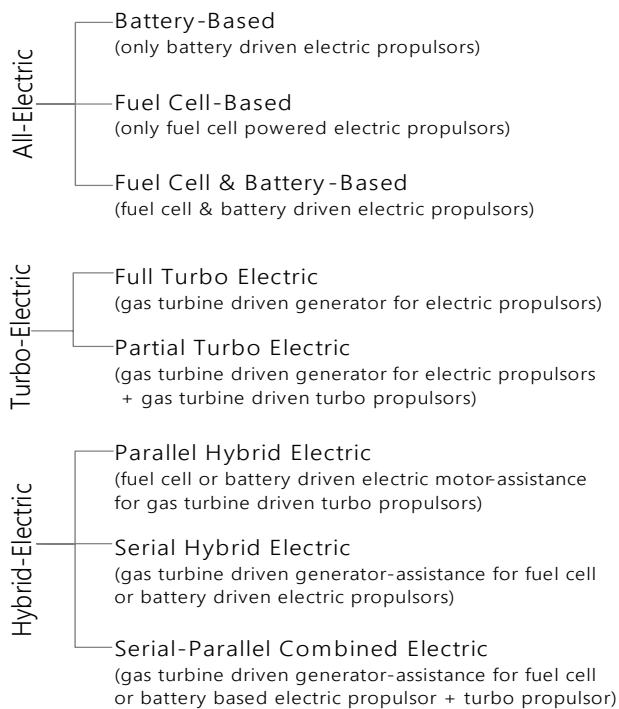 All-Electric
Battery-Based
(only battery driven electric propulsors)
Fuel Cell-Based
(only fuel cell powered electric propulsors)
Fuel Cell & Battery-Based
(fuel cell & battery driven electric propulsors)
Turbo-Electric
Full Turbo Electric
(gas turbine driven generator for electric propulsors)
Partial Turbo Electric
(gas turbine driven generator for electric propulsors
+ gas turbine driven turbo propulsors)
Hybrid-Electric
Parallel Hybrid Electric
(fuel cell or battery driven electric motor-assistance
for gas turbine driven turbo propulsors)
Serial Hybrid Electric
(gas turbine driven generator-assistance for fuel cell
or battery driven electric propulsors)
Serial-Parallel Combined Electric
(gas turbine driven generator-assistance for fuel cell
or battery based electric propulsor + turbo propulsor)